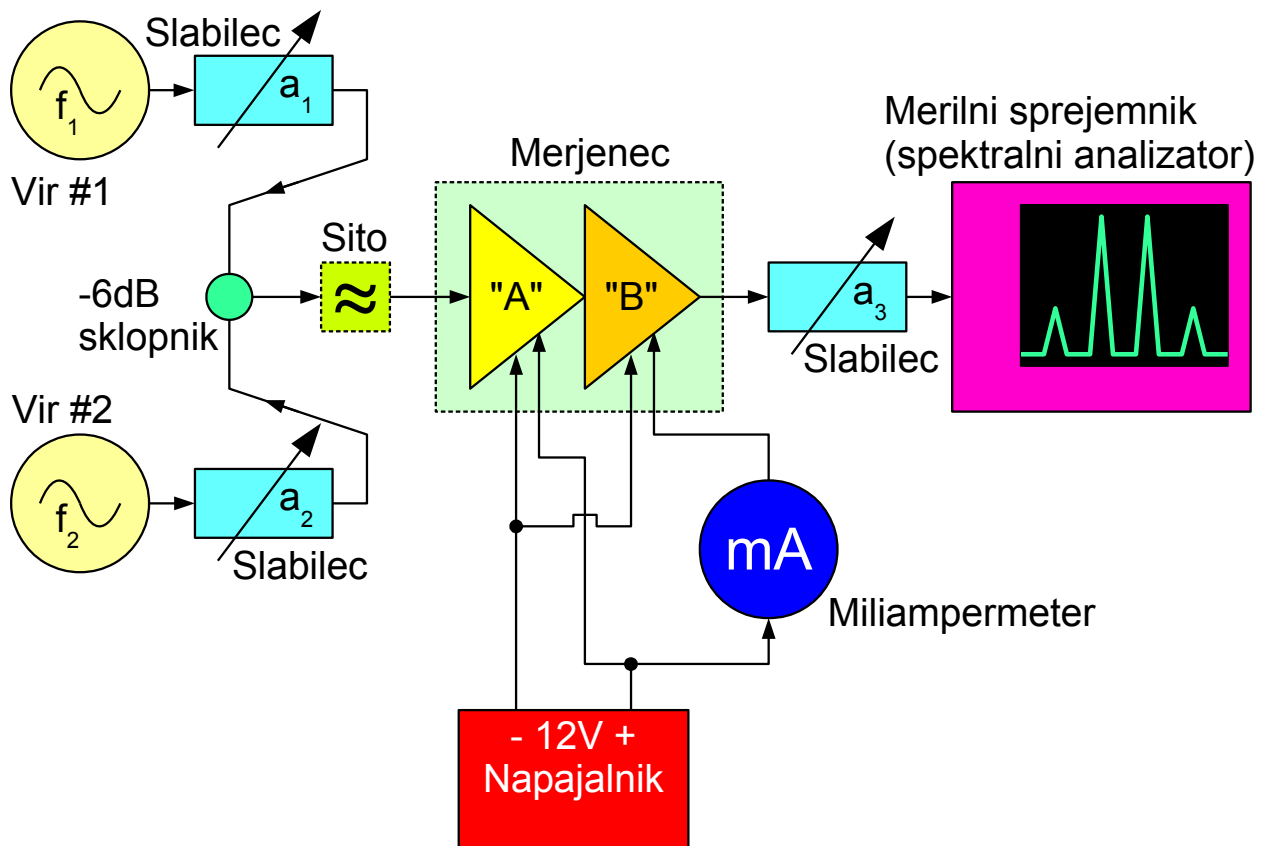 Slabilec
f1
a1
Vir #1
Merilni sprejemnik
(spektralni analizator)
Merjenec
Sito
≈
-6dB
sklopnik
"A"
"B"
a3
Slabilec
Vir #2
f2
a2
Slabilec
mA
Miliampermeter
- 12V +
Napajalnik